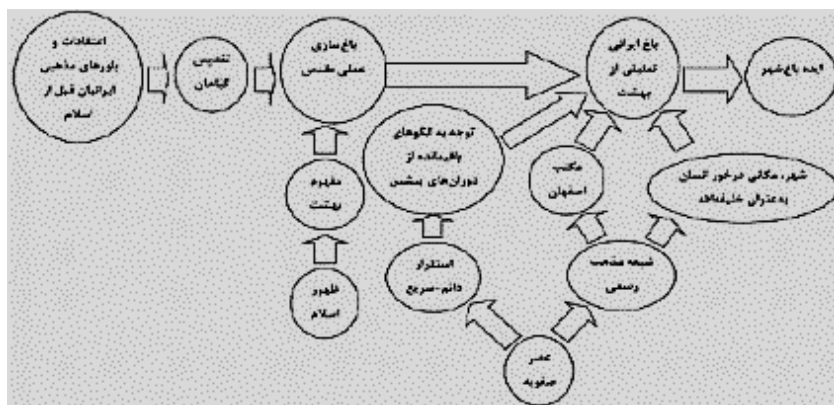 اعتقادات و
باورهای مذهبی
ایرانیان قبل از
اسلام
تقدیس
گیاهان
باغ‌سازی
عملی مقدس
باغ ایرانی
تمثیلی از
بهشت
ایده باغ‌شهر
توجه به الگوهای
باقیمانده از
دوران‌های پیشین
مفهوم
بهشت
مکتب
اصفهان
شهر، مکانی درخور انسان
به‌عنوان خلیفه‌الله
ظهور
اسلام
استقرار
دائم-سریع
شیعه مذهب
رسمی
عصر
صفویه